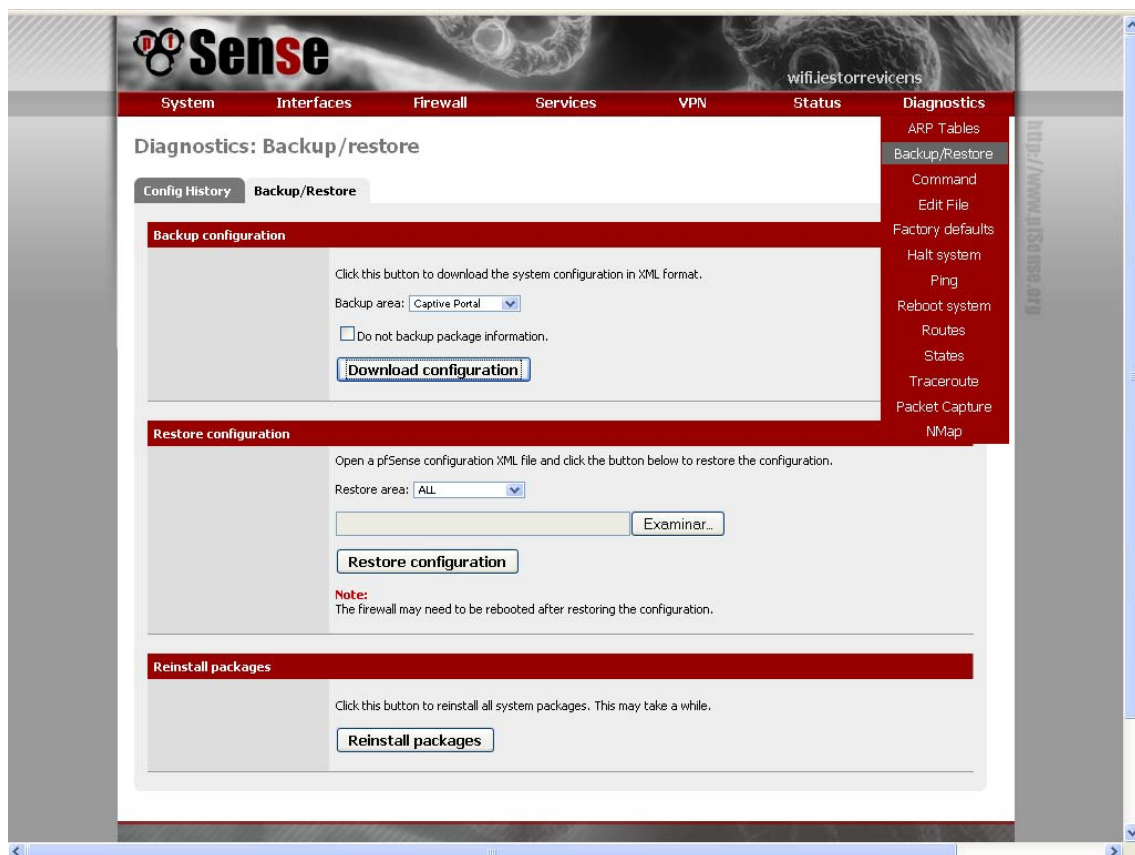 pf Sense
wifi.iestorrevicens
System Interfaces Firewall Services VPN Status Diagnostics
ARP Tables
Backup/Restore
Command
Edit File
Factory defaults
Halt system
Ping
Reboot system
Routes
States
Traceroute
Packet Capture
NMap
http://www.pfSense.org
Diagnostics: Backup/restore
Config History Backup/Restore
Backup configuration
Click this button to download the system configuration in XML format.
Backup area: Captive Portal
Do not backup package information.
Download configuration
Restore configuration
Open a pfSense configuration XML file and click the button below to restore the configuration.
Restore area: ALL
Examinar...
Restore configuration
Note:
The firewall may need to be rebooted after restoring the configuration.
Reinstall packages
Click this button to reinstall all system packages. This may take a while.
Reinstall packages